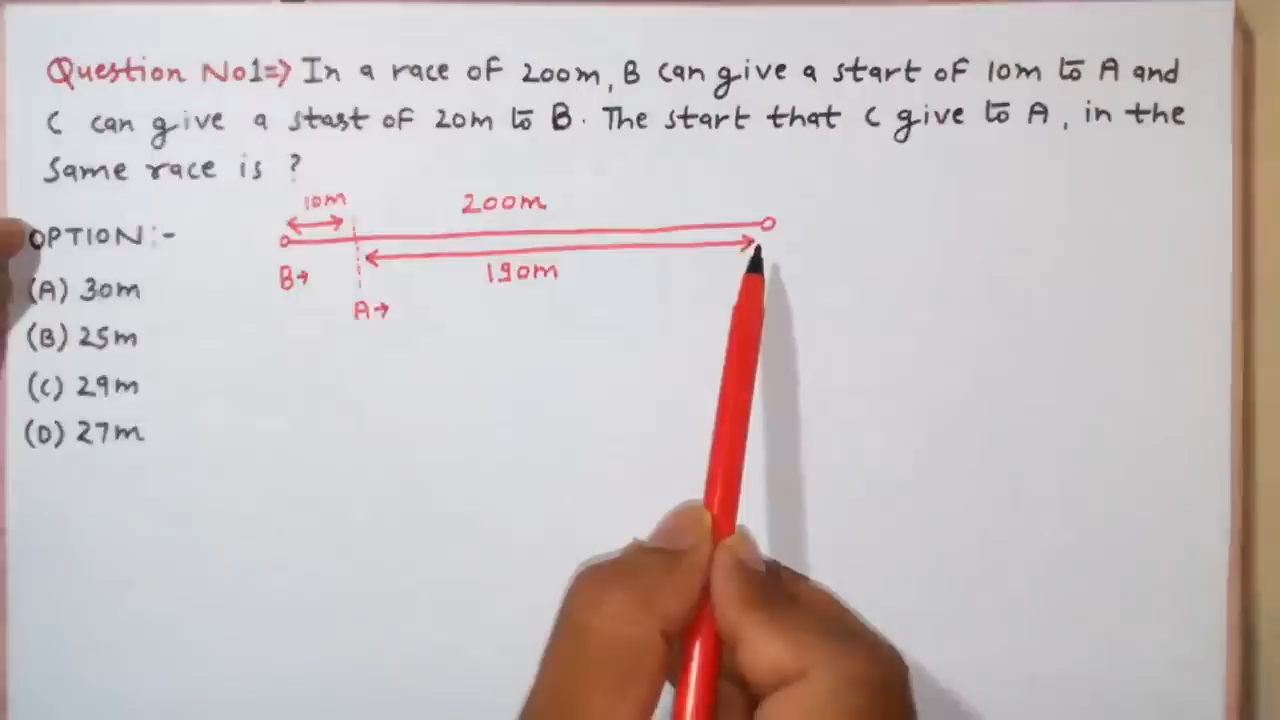 Question No1=> In a race of 200m, B can give a start of 10m to A and
C can give a stast of 20m to B. The start that C give to A, in the
Same race is ?
10m
200m
OPTION:-
190m
B→
A→
(A) 30m
(B) 25m
(C) 29m
(D) 27m